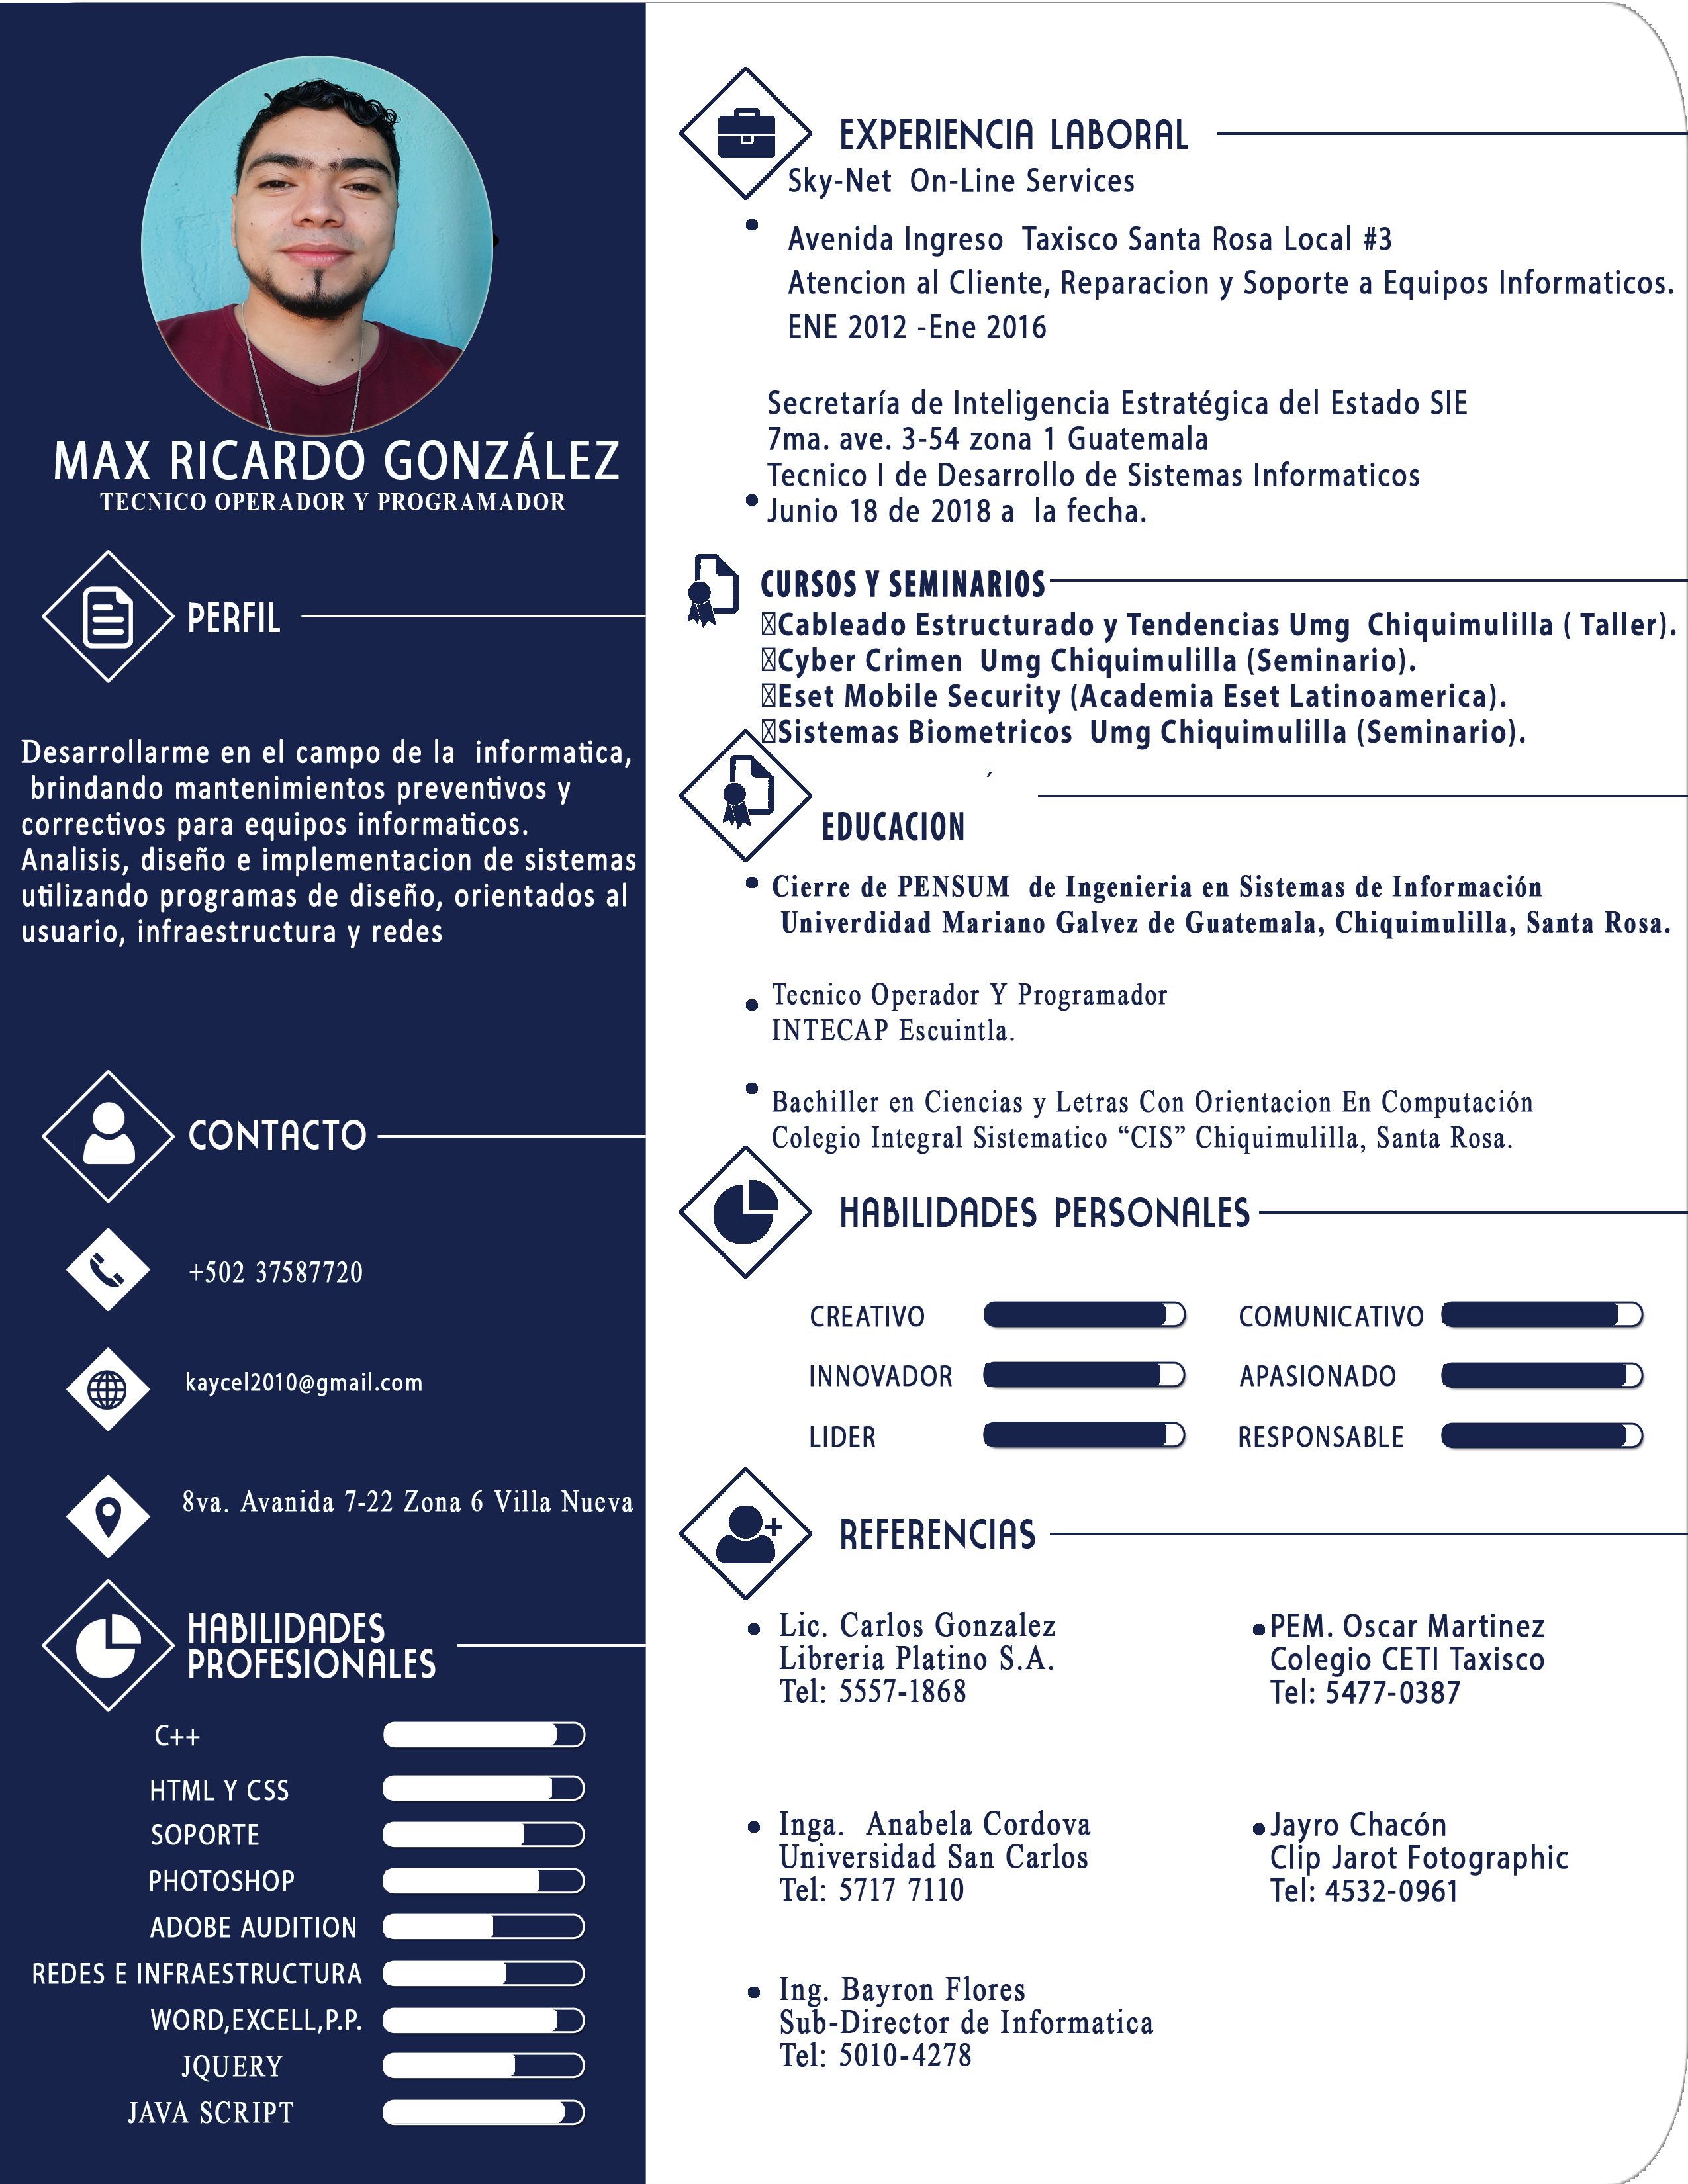 MAX RICARDO GONZÁLEZ
TECNICO OPERADOR Y PROGRAMADOR
PERFIL
Desarrollarme en el campo de la informatica,
brindando mantenimientos preventivos y
correctivos para equipos informaticos.
Analisis, diseño e implementacion de sistemas
utilizando programas de diseño, orientados al
usuario, infraestructura y redes
CONTACTO
+502 37587720
kaycel2010@gmail.com
8va. Avanida 7-22 Zona 6 Villa Nueva
HABILIDADES
PROFESIONALES
C++
HTML Y CSS
SOPORTE
PHOTOSHOP
ADOBE AUDITION
REDES E INFRAESTRUCTURA
WORD,EXCELL,P.P.
JQUERY
JAVA SCRIPT
EXPERIENCIA LABORAL
Sky-Net On-Line Services
Avenida Ingreso Taxisco Santa Rosa Local #3
Atencion al Cliente, Reparacion y Soporte a Equipos Informaticos.
ENE 2012 -Ene 2016
Secretaría de Inteligencia Estratégica del Estado SIE
7ma. ave. 3-54 zona 1 Guatemala
Tecnico I de Desarrollo de Sistemas Informaticos
Junio 18 de 2018 a la fecha.
CURSOS Y SEMINARIOS
Cableado Estructurado y Tendencias Umg Chiquimulilla ( Taller).
Cyber Crimen Umg Chiquimulilla (Seminario).
Eset Mobile Security (Academia Eset Latinoamerica).
Sistemas Biometricos Umg Chiquimulilla (Seminario).
EDUCACION
Cierre de PENSUM de Ingenieria en Sistemas de Información
Univerdidad Mariano Galvez de Guatemala, Chiquimulilla, Santa Rosa.
Tecnico Operador Y Programador
INTECAP Escuintla.
Bachiller en Ciencias y Letras Con Orientacion En Computación
Colegio Integral Sistematico “CIS” Chiquimulilla, Santa Rosa.
HABILIDADES PERSONALES
CREATIVO
COMUNICATIVO
INNOVADOR
APASIONADO
LIDER
RESPONSABLE
REFERENCIAS
Lic. Carlos Gonzalez
Libreria Platino S.A.
Tel: 5557-1868
PEM. Oscar Martinez
Colegio CETI Taxisco
Tel: 5477-0387
Inga. Anabela Cordova
Universidad San Carlos
Tel: 5717 7110
Jayro Chacón
Clip Jarot Fotographic
Tel: 4532-0961
Ing. Bayron Flores
Sub-Director de Informatica
Tel: 5010-4278